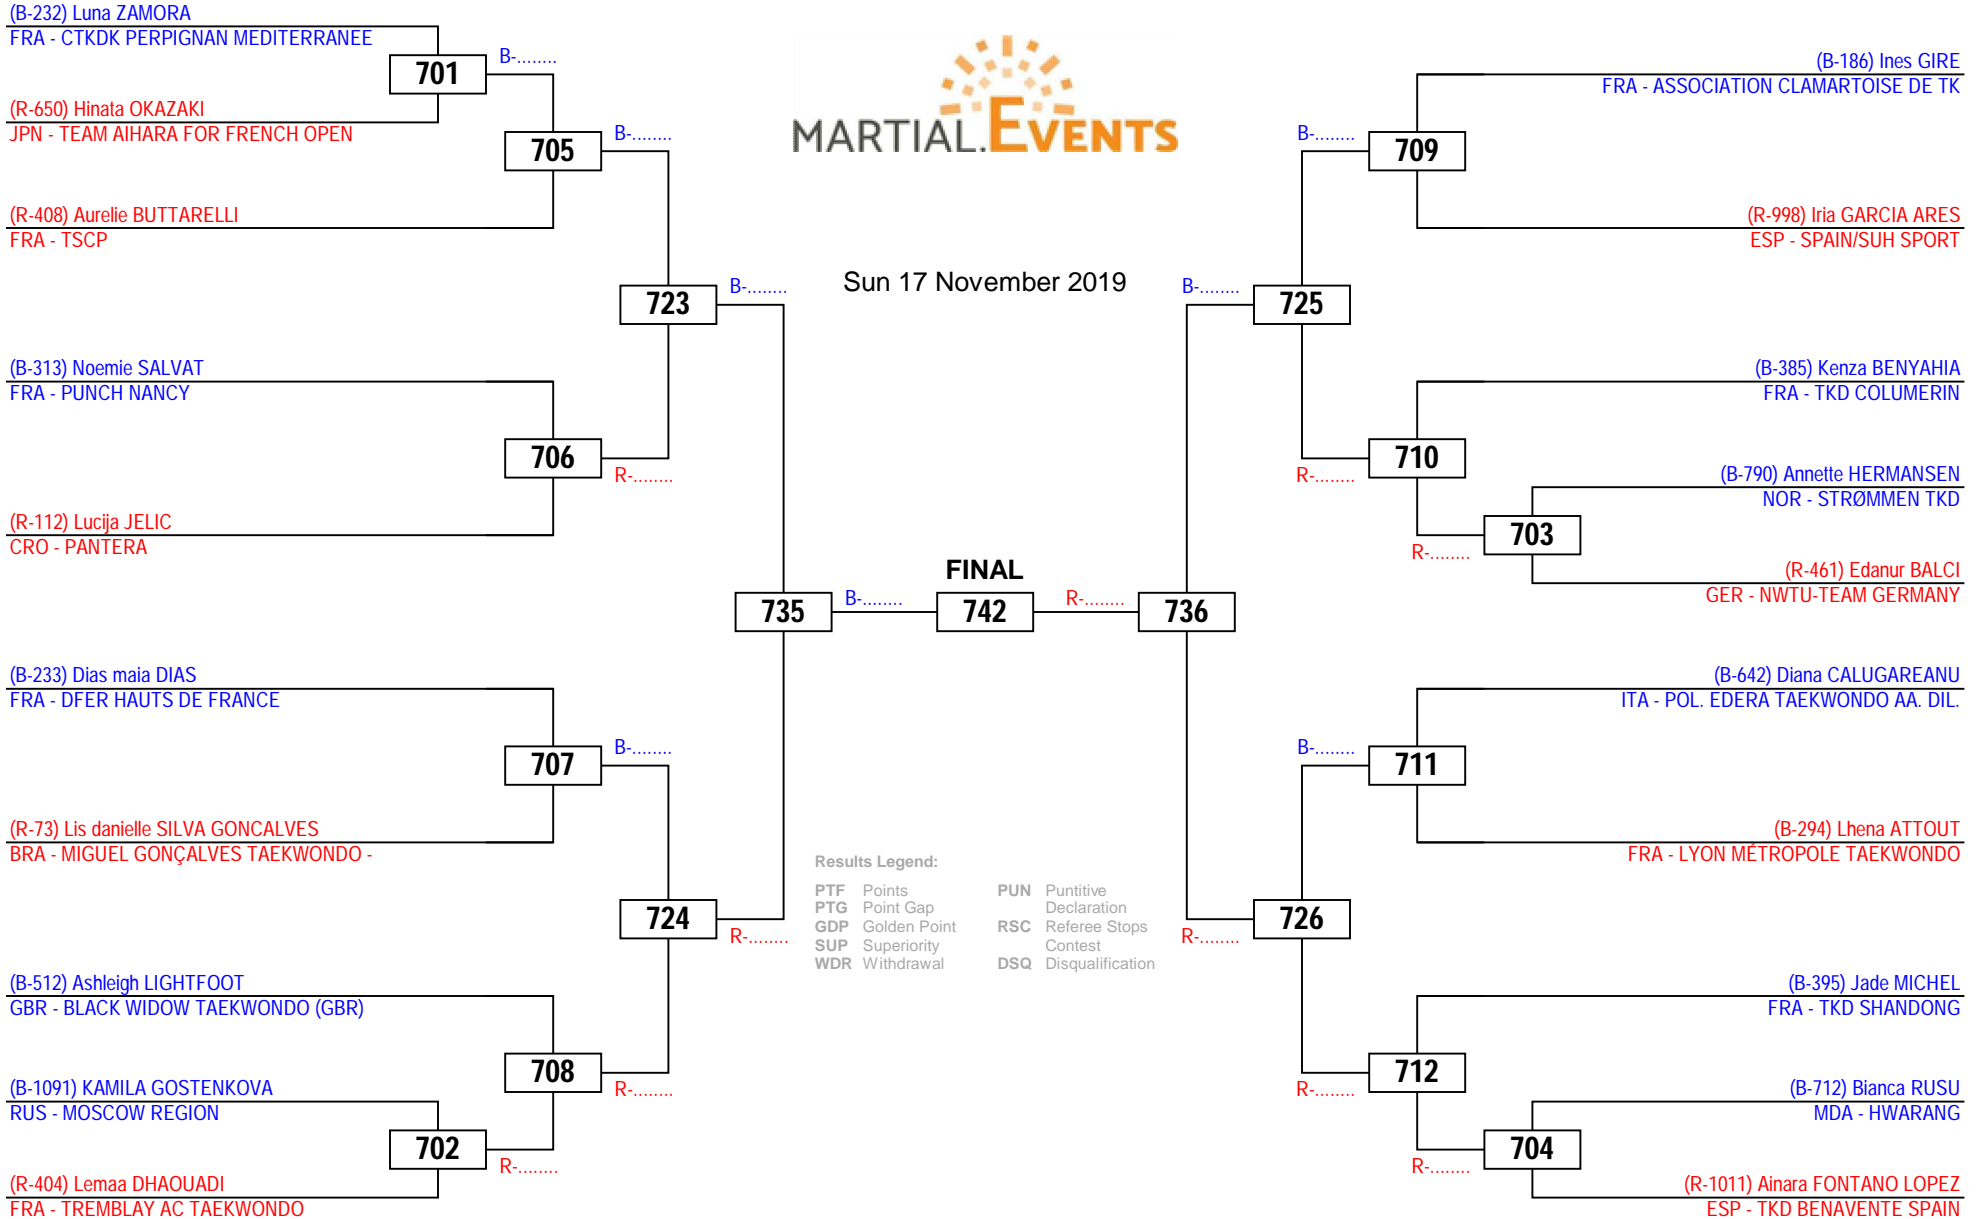 (B-232) Luna ZAMORA
FRA - CTKDK PERPIGNAN MEDITERRANEE
701
B-........
(R-650) Hinata OKAZAKI
JPN - TEAM AIHARA FOR FRENCH OPEN
705
B-........
(R-408) Aurelie BUTTARELLI
FRA - TSCP
723
B-........
(B-313) Noemie SALVAT
FRA - PUNCH NANCY
706
R-........
(R-112) Lucija JELIC
CRO - PANTERA
735
B-........
(B-233) Dias maia DIAS
FRA - DFER HAUTS DE FRANCE
707
B-........
(R-73) Lis danielle SILVA GONCALVES
BRA - MIGUEL GONÇALVES TAEKWONDO -
724
R-........
(B-512) Ashleigh LIGHTFOOT
GBR - BLACK WIDOW TAEKWONDO (GBR)
708
R-........
(B-1091) KAMILA GOSTENKOVA
RUS - MOSCOW REGION
702
R-........
(R-404) Lemaa DHAOUADI
FRA - TREMBLAY AC TAEKWONDO
MARTIAL.EVENTS
Sun 17 November 2019
FINAL
742
Results Legend:
PTF Points
PTG Point Gap
GDP Golden Point
SUP Superiority
WDR Withdrawal
PUN Puntitive
Declaration
RSC Referee Stops
Contest
DSQ Disqualification
(B-186) Ines GIRE
FRA - ASSOCIATION CLAMARTOISE DE TK
B-........
709
(R-998) Iria GARCIA ARES
ESP - SPAIN/SUH SPORT
B-........
725
(B-385) Kenza BENYAHIA
FRA - TKD COLUMERIN
R-........
710
(B-790) Annette HERMANSEN
NOR - STRØMMEN TKD
R-........
703
(R-461) Edanur BALCI
GER - NWTU-TEAM GERMANY
R-........
736
(B-642) Diana CALUGAREANU
ITA - POL. EDERA TAEKWONDO AA. DIL.
B-........
711
(B-294) Lhena ATTOUT
FRA - LYON MÉTROPOLE TAEKWONDO
R-........
726
(B-395) Jade MICHEL
FRA - TKD SHANDONG
R-........
712
(B-712) Bianca RUSU
MDA - HWARANG
R-........
704
(R-1011) Ainara FONTANO LOPEZ
ESP - TKD BENAVENTE SPAIN